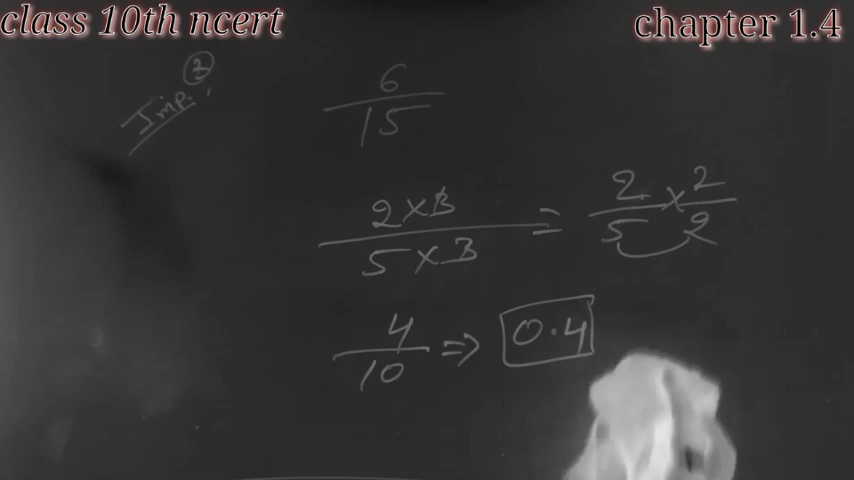 class 10th ncert
chapter 1.4
Imp. 3
6/15
2×3/5×3 = 2/5 × 2/2
4/10 ⇒ 0.4